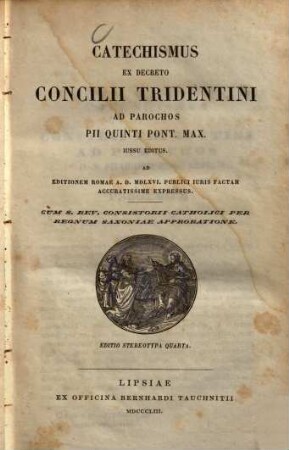 CATECHISMUS
EX DECRETO
CONCILII TRIDENTINI
AD PAROCHOS
PII QUINTI PONT. MAX.
IUSSU EDITUS.
AD
EDITIONEM ROMAE A. D. MDLXVI. PUBLICI IURIS FACTAM
ACCURATISSIME EXPRESSUS.
CUM S. REV. CONSISTORII CATHOLICI PER
REGNUM SAXONIAE APPROBATIONE.
EDITIO STEREOTYPA QUARTA.
LIPSIAE
EX OFFICINA BERNHARDI TAUCHNITII
MDCCCLIII.